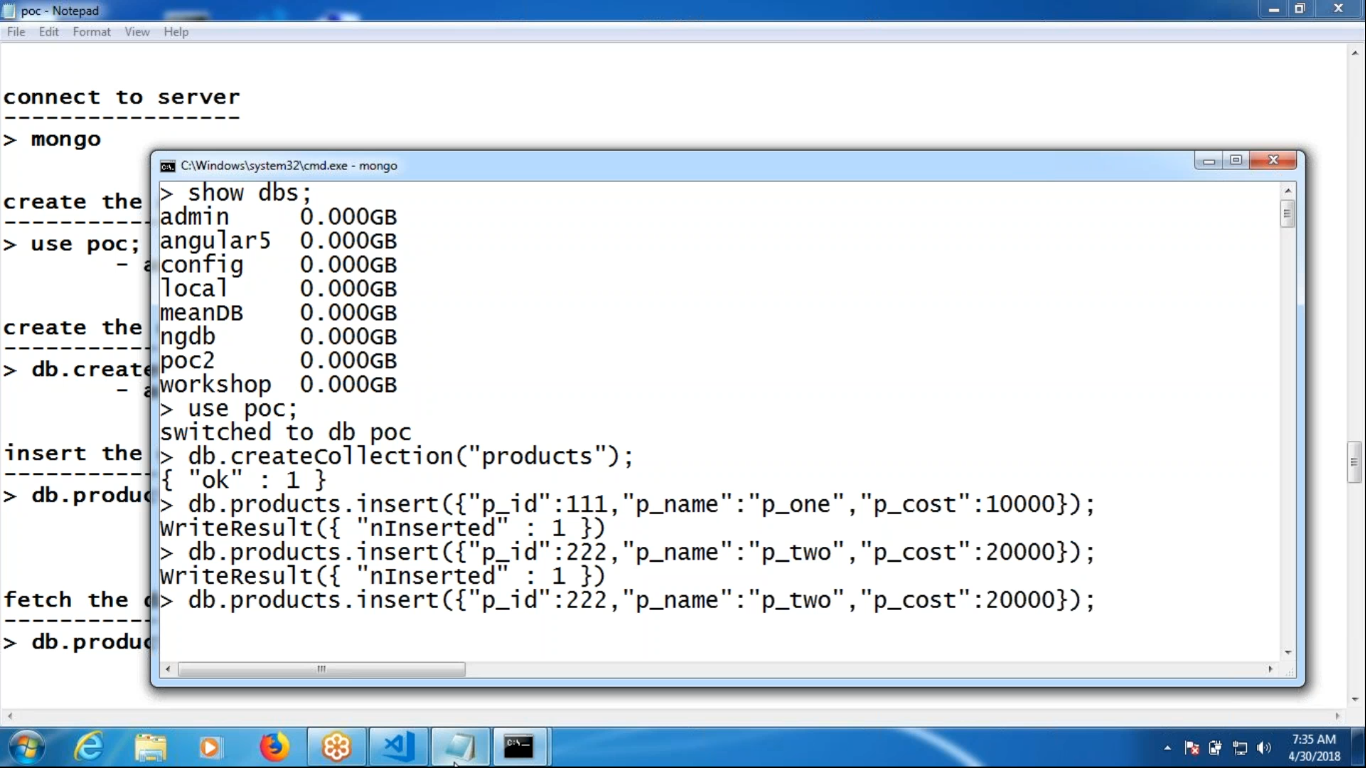 poc - Notepad
File Edit Format View Help
connect to server
-----------------
> mongo
create the
> use poc;
- a
create the
> db.create
- a
insert the
> db.produc
fetch the
> db.produc
C:\Windows\system32\cmd.exe - mongo
> show dbs;
admin 0.000GB
angular5 0.000GB
config 0.000GB
local 0.000GB
meanDB 0.000GB
ngdb 0.000GB
poc2 0.000GB
workshop 0.000GB
> use poc;
switched to db poc
> db.createCollection("products");
{ "ok" : 1 }
> db.products.insert({"p_id":111,"p_name":"p_one","p_cost":10000});
WriteResult({ "nInserted" : 1 })
> db.products.insert({"p_id":222,"p_name":"p_two","p_cost":20000});
WriteResult({ "nInserted" : 1 })
> db.products.insert({"p_id":222,"p_name":"p_two","p_cost":20000});
C:\.
7:35 AM
4/30/2018